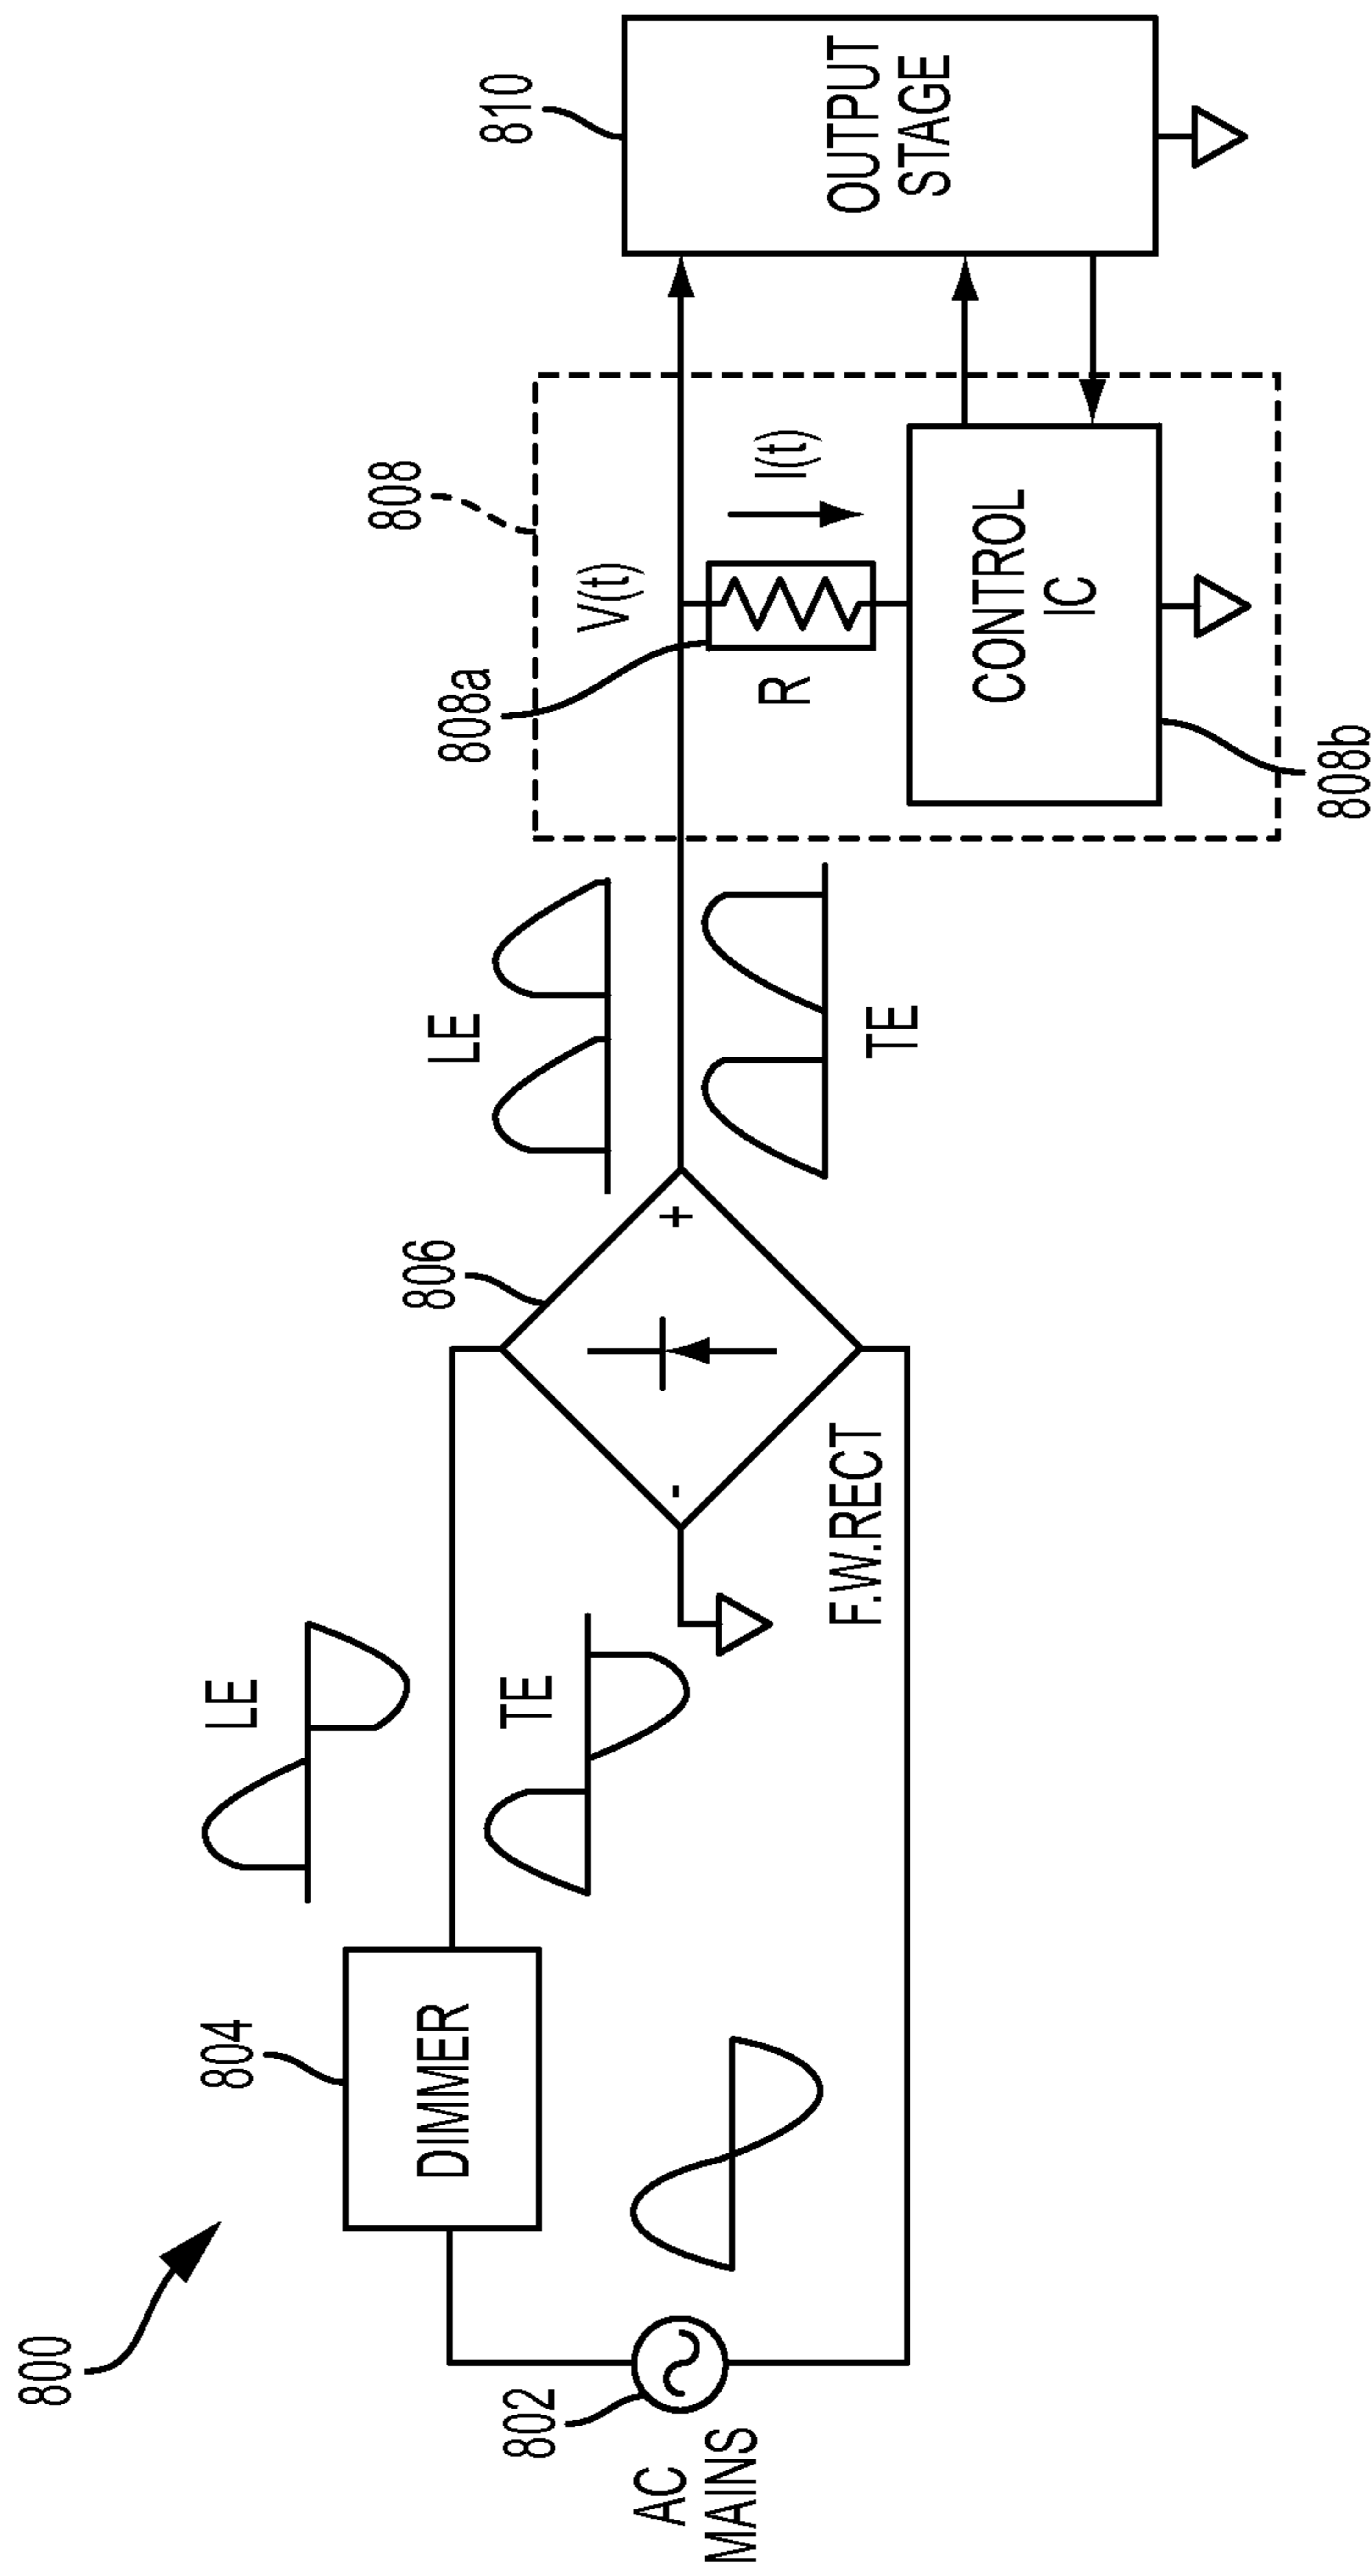 800
802
AC
MAINS
804
DIMMER
LE
TE
806
-
+
F.W.RECT
LE
TE
808
808a
V(t)
I(t)
R
CONTROL
IC
808b
810
OUTPUT
STAGE